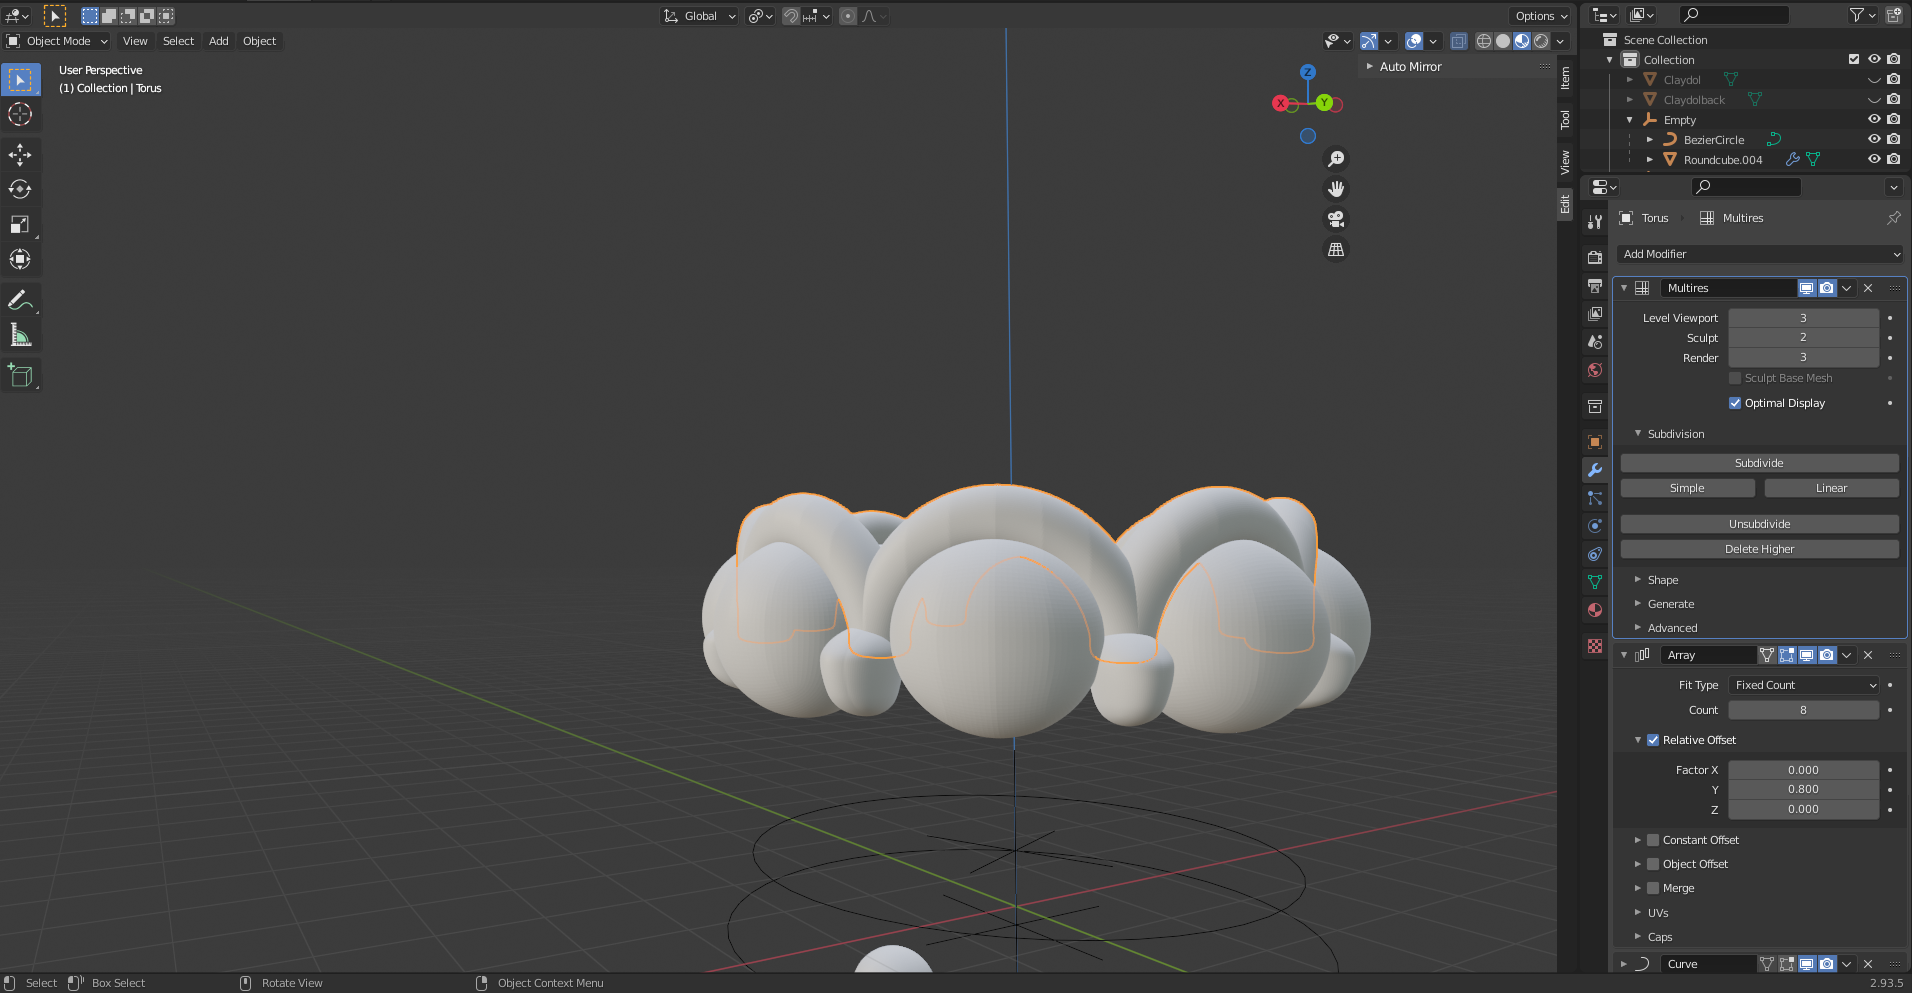 Global
Options
Object Mode
View
Select
Add
Object
User Perspective
(1) Collection | Torus
Auto Mirror
Z
X
Y
Item
Tool
View
Edit
Scene Collection
Collection
Claydol
Claydolback
Empty
BezierCircle
Roundcube.004
Torus
Multires
Add Modifier
Multires
Level Viewport 3
Sculpt 2
Render 3
Sculpt Base Mesh
Optimal Display
Subdivision
Subdivide
Simple
Linear
Unsubdivide
Delete Higher
Shape
Generate
Advanced
Array
Fit Type Fixed Count
Count 8
Relative Offset
Factor X 0.000
Y 0.800
Z 0.000
Constant Offset
Object Offset
Merge
UVs
Caps
Curve
Select
Box Select
Rotate View
Object Context Menu
2.93.5